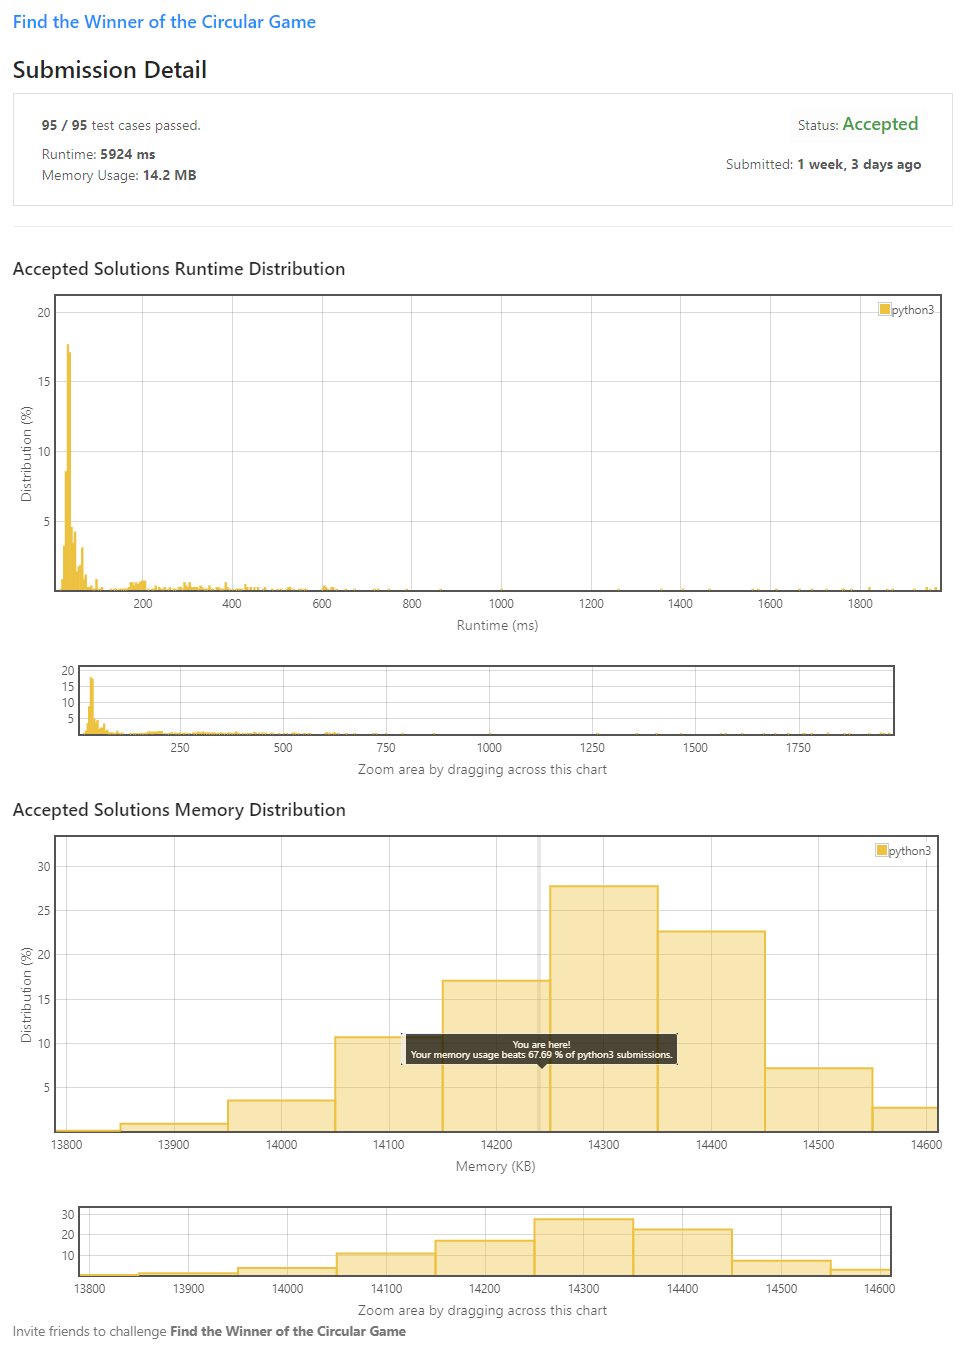 Find the Winner of the Circular Game
Submission Detail
95 / 95 test cases passed.
Status: Accepted
Runtime: 5924 ms
Memory Usage: 14.2 MB
Submitted: 1 week, 3 days ago
Accepted Solutions Runtime Distribution
python3
20
15
10
5
Distribution (%)
200 400 600 800 1000 1200 1400 1600 1800
Runtime (ms)
20
15
10
5
250 500 750 1000 1250 1500 1750
Zoom area by dragging across this chart
Accepted Solutions Memory Distribution
python3
30
25
20
15
10
5
Distribution (%)
You are here!
Your memory usage beats 67.69 % of python3 submissions.
13800 13900 14000 14100 14200 14300 14400 14500 14600
Memory (KB)
30
20
10
13800 13900 14000 14100 14200 14300 14400 14500 14600
Zoom area by dragging across this chart
Invite friends to challenge Find the Winner of the Circular Game